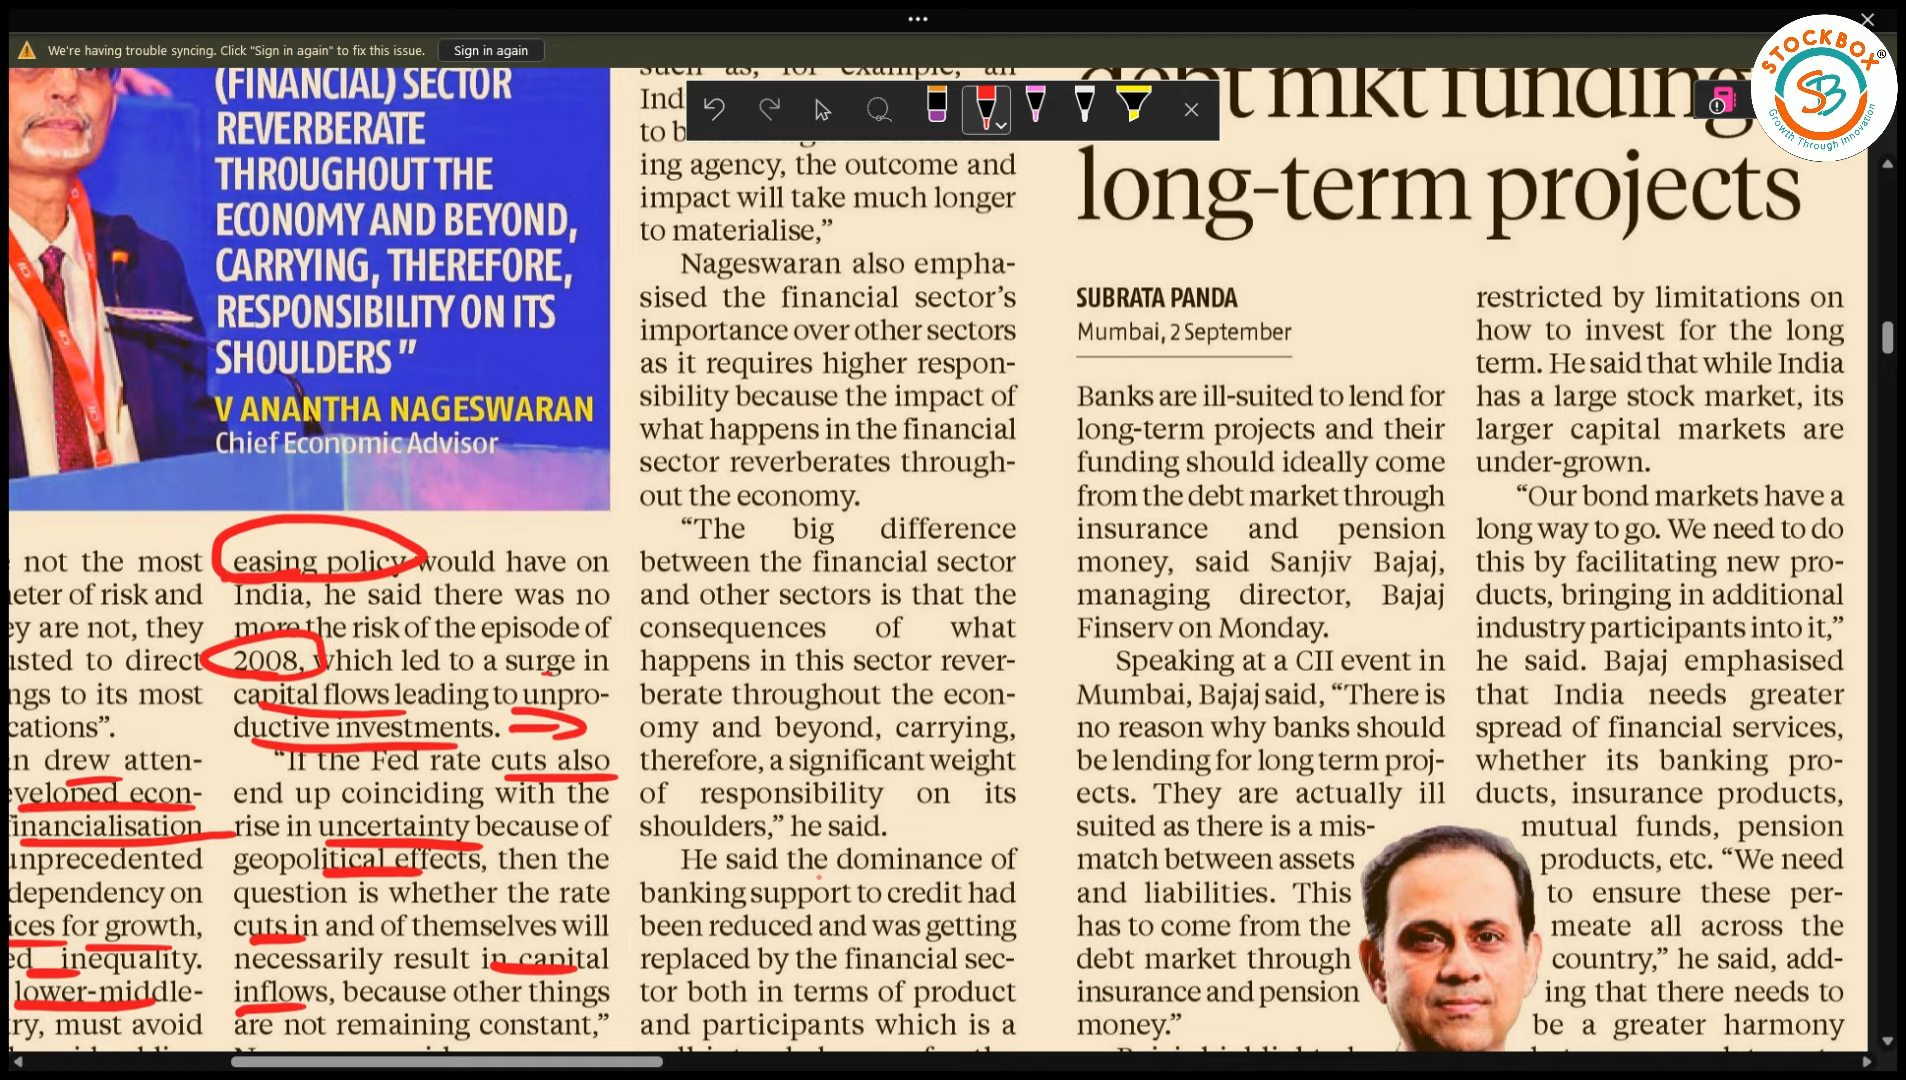 We're having trouble syncing. Click "Sign in again" to fix this issue.
Sign in again
STOCKBOX
®
SB
Growth Through Innovation
(FINANCIAL) SECTOR
REVERBERATE
THROUGHOUT THE
ECONOMY AND BEYOND,
CARRYING, THEREFORE,
RESPONSIBILITY ON ITS
SHOULDERS”
V ANANTHA NAGESWARAN
Chief Economic Advisor
not the most
eter of risk and
ey are not, they
usted to direct
ngs to its most
cations”.
n drew atten-
veloped econ-
inancialisation
unprecedented
dependency on
ices for growth,
ed inequality.
lower-middle-
ry, must avoid
easing policy would have on
India, he said there was no
more the risk of the episode of
2008, which led to a surge in
capital flows leading to unpro-
ductive investments.
“If the Fed rate cuts also
end up coinciding with the
rise in uncertainty because of
geopolitical effects, then the
question is whether the rate
cuts in and of themselves will
necessarily result in capital
inflows, because other things
are not remaining constant,”
such as, for example, an
Ind
to b
ing agency, the outcome and
impact will take much longer
to materialise,”
Nageswaran also empha-
sised the financial sector’s
importance over other sectors
as it requires higher respon-
sibility because the impact of
what happens in the financial
sector reverberates through-
out the economy.
“The big difference
between the financial sector
and other sectors is that the
consequences of what
happens in this sector rever-
berate throughout the econ-
omy and beyond, carrying,
therefore, a significant weight
of responsibility on its
shoulders,” he said.
He said the dominance of
banking support to credit had
been reduced and was getting
replaced by the financial sec-
tor both in terms of product
and participants which is a
debt mkt funding
long-term projects
SUBRATA PANDA
Mumbai, 2 September
Banks are ill-suited to lend for
long-term projects and their
funding should ideally come
from the debt market through
insurance and pension
money, said Sanjiv Bajaj,
managing director, Bajaj
Finserv on Monday.
Speaking at a CII event in
Mumbai, Bajaj said, “There is
no reason why banks should
be lending for long term proj-
ects. They are actually ill
suited as there is a mis-
match between assets
and liabilities. This
has to come from the
debt market through
insurance and pension
money.”
restricted by limitations on
how to invest for the long
term. He said that while India
has a large stock market, its
larger capital markets are
under-grown.
“Our bond markets have a
long way to go. We need to do
this by facilitating new pro-
ducts, bringing in additional
industry participants into it,”
he said. Bajaj emphasised
that India needs greater
spread of financial services,
whether its banking pro-
ducts, insurance products,
mutual funds, pension
products, etc. “We need
to ensure these per-
meate all across the
country,” he said, add-
ing that there needs to
be a greater harmony